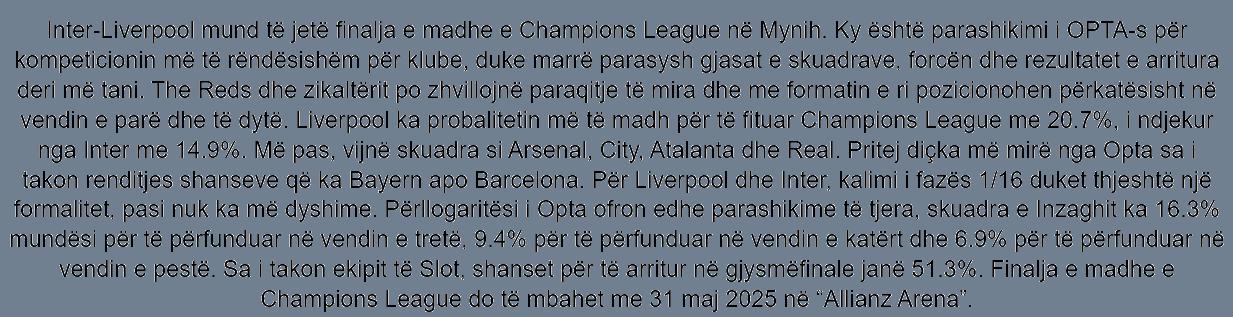 Inter-Liverpool mund të jetë finalja e madhe e Champions League në Mynih. Ky është parashikimi i OPTA-s për
kompeticionin më të rëndësishëm për klube, duke marrë parasysh gjasat e skuadrave, forcën dhe rezultatet e arritura
deri më tani. The Reds dhe zikaltërit po zhvillojnë paraqitje të mira dhe me formatin e ri pozicionohen përkatësisht në
vendin e parë dhe të dytë. Liverpool ka probalitetin më të madh për të fituar Champions League me 20.7%, i ndjekur
nga Inter me 14.9%. Më pas, vijnë skuadra si Arsenal, City, Atalanta dhe Real. Pritej diçka më mirë nga Opta sa i
takon renditjes shanseve që ka Bayern apo Barcelona. Për Liverpool dhe Inter, kalimi i fazës 1/16 duket thjeshtë një
formalitet, pasi nuk ka më dyshime. Përllogaritësi i Opta ofron edhe parashikime të tjera, skuadra e Inzaghit ka 16.3%
mundësi për të përfunduar në vendin e tretë, 9.4% për të përfunduar në vendin e katërt dhe 6.9% për të përfunduar në
vendin e pestë. Sa i takon ekipit të Slot, shanset për të arritur në gjysmëfinale janë 51.3%. Finalja e madhe e
Champions League do të mbahet me 31 maj 2025 në “Allianz Arena”.